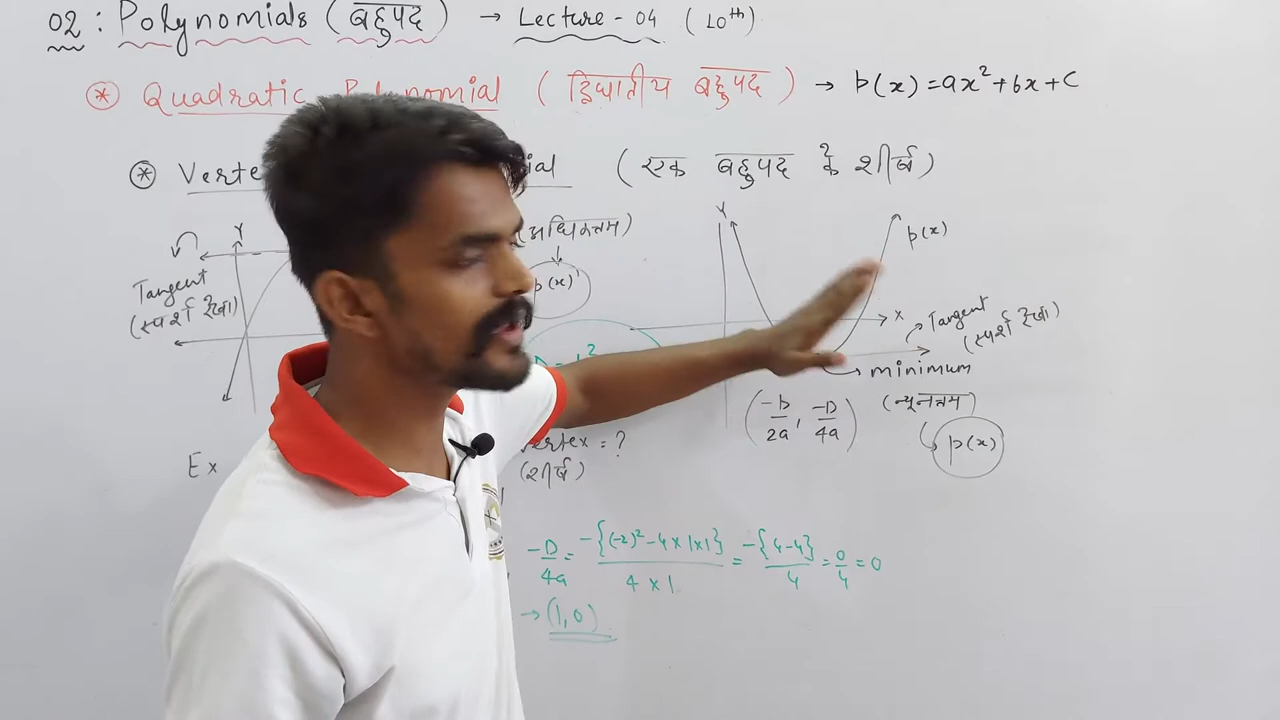 02 : Polynomials (बहुपद) → Lecture - 04 (10th)
* Quadratic Polynomial (द्विघातीय बहुपद) → p(x) = ax² + bx + c
* (एक बहुपद के शीर्ष)
Y
(अधिकतम)
Y
p(x)
Tangent
(स्पर्श रेखा)
p(x)
x
Tangent
(स्पर्श रेखा)
minimum
(-b/2a, -D/4a)
(न्यूनतम)
p(x)
Ex
vertex = ?
(शीर्ष)
-D/4a = -{(-2)² - 4×1×1}/4×1 = -{4-4}/4 = 0/4 = 0
→ (1,0)